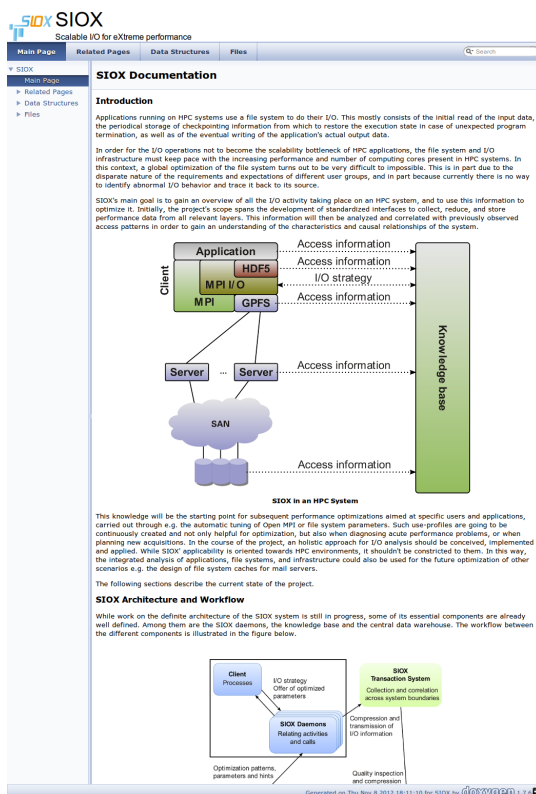 SIOX SIOX
Scalable I/O for eXtreme performance
Main Page Related Pages Data Structures Files Search
SIOX
Main Page
Related Pages
Data Structures
Files
SIOX Documentation
Introduction
Applications running on HPC systems use a file system to do their I/O. This mostly consists of the initial read of the input data,
the periodical storage of checkpointing information from which to restore the execution state in case of unexpected program
termination, as well as of the eventual writing of the application's actual output data.
In order for the I/O operations not to become the scalability bottleneck of HPC applications, the file system and I/O
infrastructure must keep pace with the increasing performance and number of computing cores present in HPC systems. In
this context, a global optimization of the file system turns out to be very difficult to impossible. This is in part due to the
disparate nature of the requirements and expectations of different user groups, and in part because currently there is no way
to identify abnormal I/O behavior and trace it back to its source.
SIOX's main goal is to gain an overview of all the I/O activity taking place on an HPC system, and to use this information to
optimize it. Initially, the project's scope spans the development of standardized interfaces to collect, reduce, and store
performance data from all relevant layers. This information will then be analyzed and correlated with previously observed
access patterns in order to gain an understanding of the characteristics and causal relationships of the system.
Client
Application
HDF5
MPI I/O
MPI
GPFS
Access information
Access information
I/O strategy
Access information
Knowledge base
Server ... Server
Access information
SAN
Access information
SIOX in an HPC System
This knowledge will be the starting point for subsequent performance optimizations aimed at specific users and applications,
carried out through e.g. the automatic tuning of Open MPI or file system parameters. Such use-profiles are going to be
continuously created and not only helpful for optimization, but also when diagnosing acute performance problems, or when
planning new acquisitions. In the course of the project, an holistic approach for I/O analysis should be conceived, implemented
and applied. While SIOX' applicability is oriented towards HPC environments, it shouldn't be constricted to them. In this way,
the integrated analysis of applications, file systems, and infrastructure could also be used for the future optimization of other
scenarios e.g. the design of file system caches for mail servers.
The following sections describe the current state of the project.
SIOX Architecture and Workflow
While work on the definite architecture of the SIOX system is still in progress, some of its essential components are already
well defined. Among them are the SIOX daemons, the knowledge base and the central data warehouse. The workflow between
the different components is illustrated in the figure below.
Client
Processes
I/O strategy
Offer of optimized
parameters
SIOX
Transaction System
Collection and correlation
across system boundaries
SIOX Daemons
Relating activities
and calls
Compression and
transmission of
I/O information
Optimization patterns,
parameters and hints
Quality inspection
and compression
Generated on Thu Nov 8 2012 18:11:10 for SIOX by doxygen 1.7.6